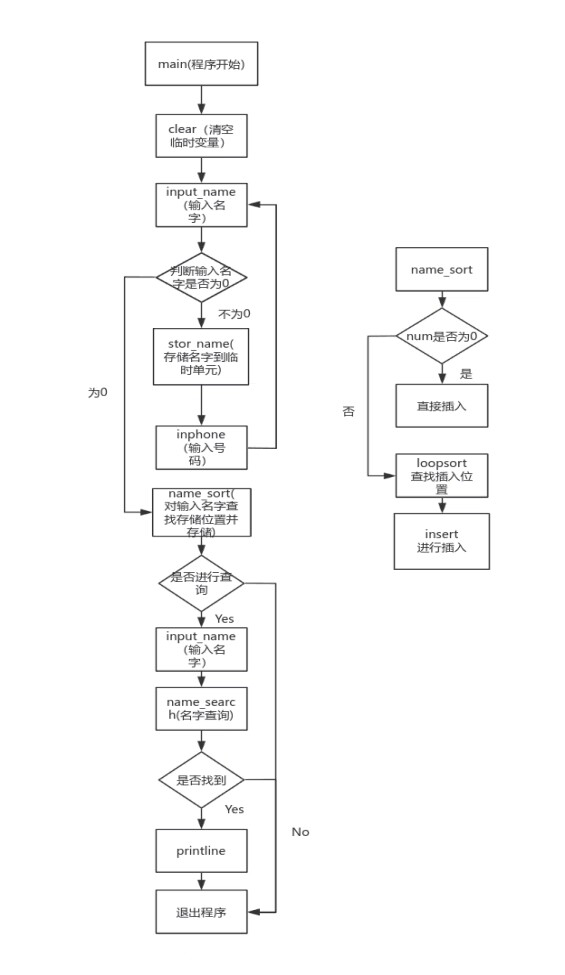 main(程序开始)
clear（清空
临时变量）
input_name
（输入名
字）
判断输入名
字是否为0
不为0
stor_name(
存储名字到临
时单元)
为0
inphone
（输入号
码）
name_sort(
对输入名字查
找存储位置并
存储)
是否进行查
询
Yes
input_name
（输入名
字）
name_searc
h(名字查询)
是否找到
Yes
No
printline
退出程序
name_sort
num是否为0
是
直接插入
否
loopsort
查找插入位
置
insert
进行插入